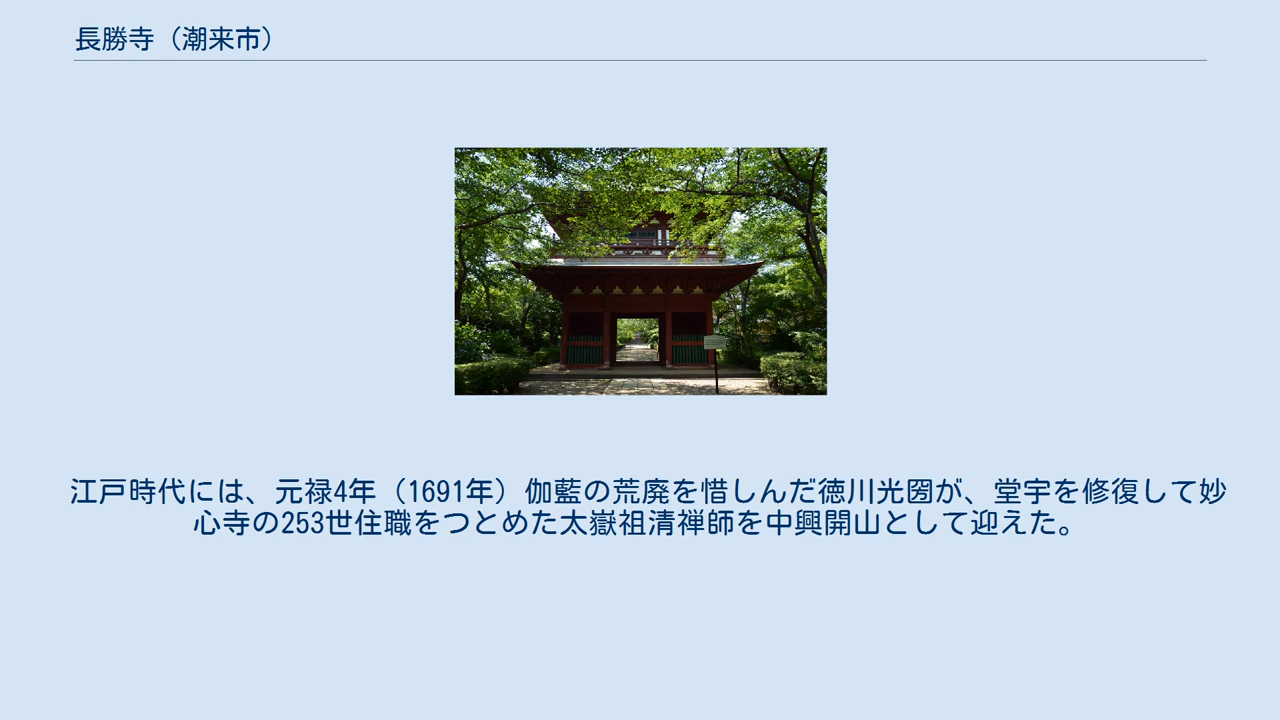 長勝寺（潮来市）
江戸時代には、元禄4年（1691年）伽藍の荒廃を惜しんだ徳川光圀が、堂宇を修復して妙
心寺の253世住職をつとめた太嶽祖清禅師を中興開山として迎えた。